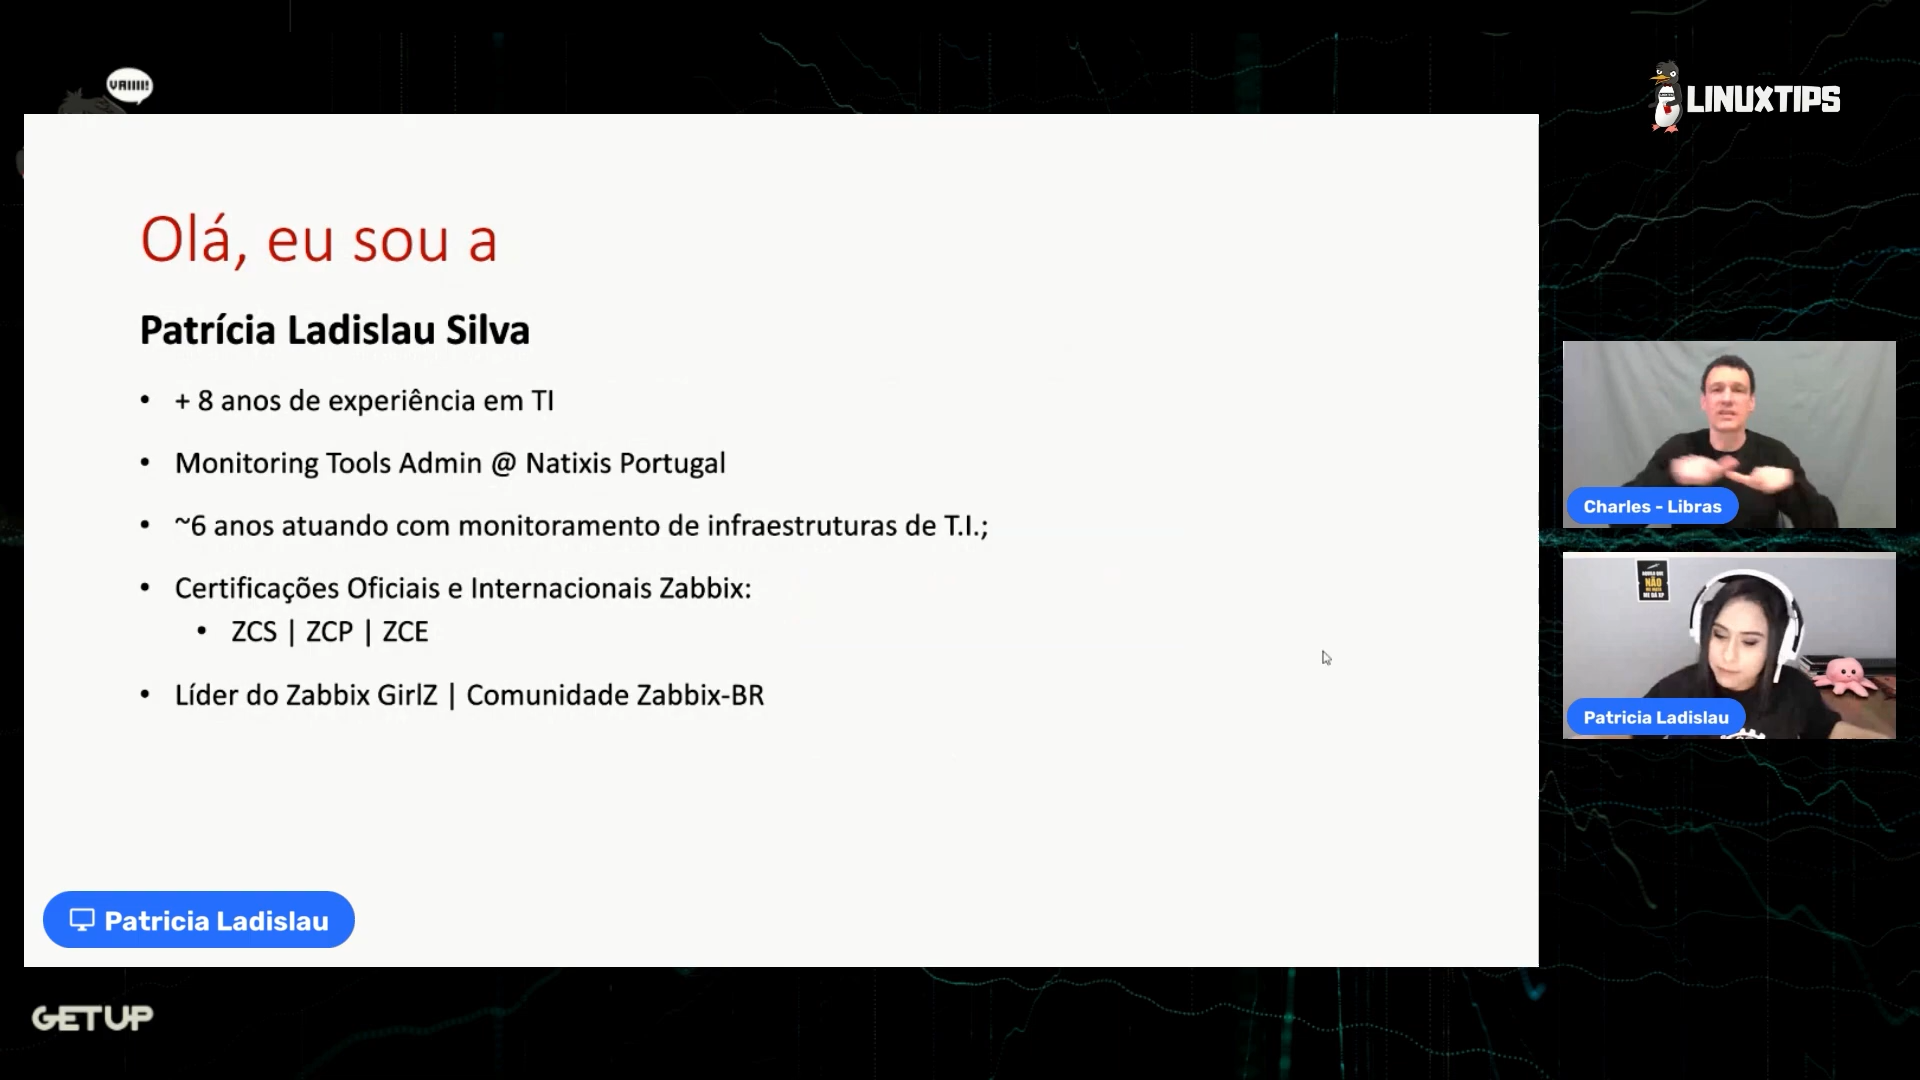 VAIIII!
LINUXTIPS
Olá, eu sou a
Patrícia Ladislau Silva
• + 8 anos de experiência em TI
• Monitoring Tools Admin @ Natixis Portugal
• ~6 anos atuando com monitoramento de infraestruturas de T.I.;
• Certificações Oficiais e Internacionais Zabbix:
• ZCS | ZCP | ZCE
• Líder do Zabbix GirlZ | Comunidade Zabbix-BR
Charles - Libras
NÃO
Patricia Ladislau
Patricia Ladislau
GETUP